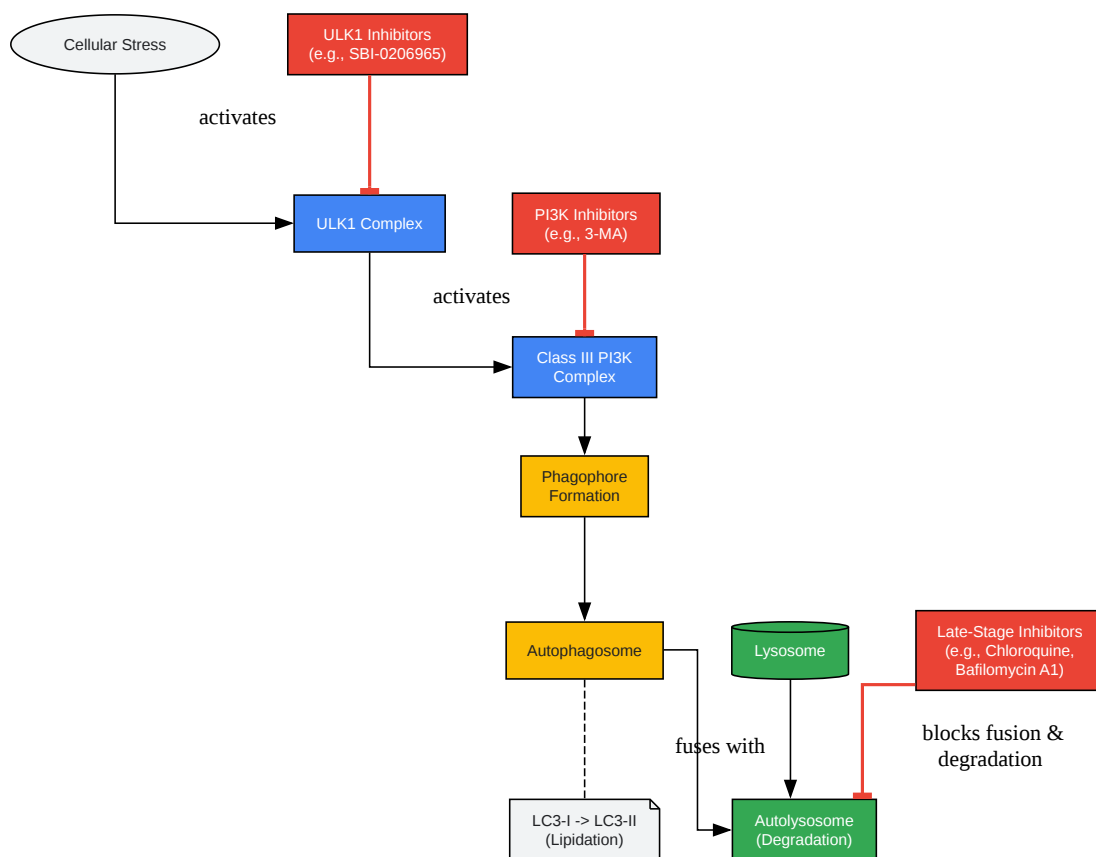 Cellular Stress
ULK1 Inhibitors
(e.g., SBI-0206965)
activates
ULK1 Complex
PI3K Inhibitors
(e.g., 3-MA)
activates
Class III PI3K
Complex
Phagophore
Formation
Autophagosome
Lysosome
Late-Stage Inhibitors
(e.g., Chloroquine,
Bafilomycin A1)
fuses with
blocks fusion &
degradation
LC3-I -> LC3-II
(Lipidation)
Autolysosome
(Degradation)